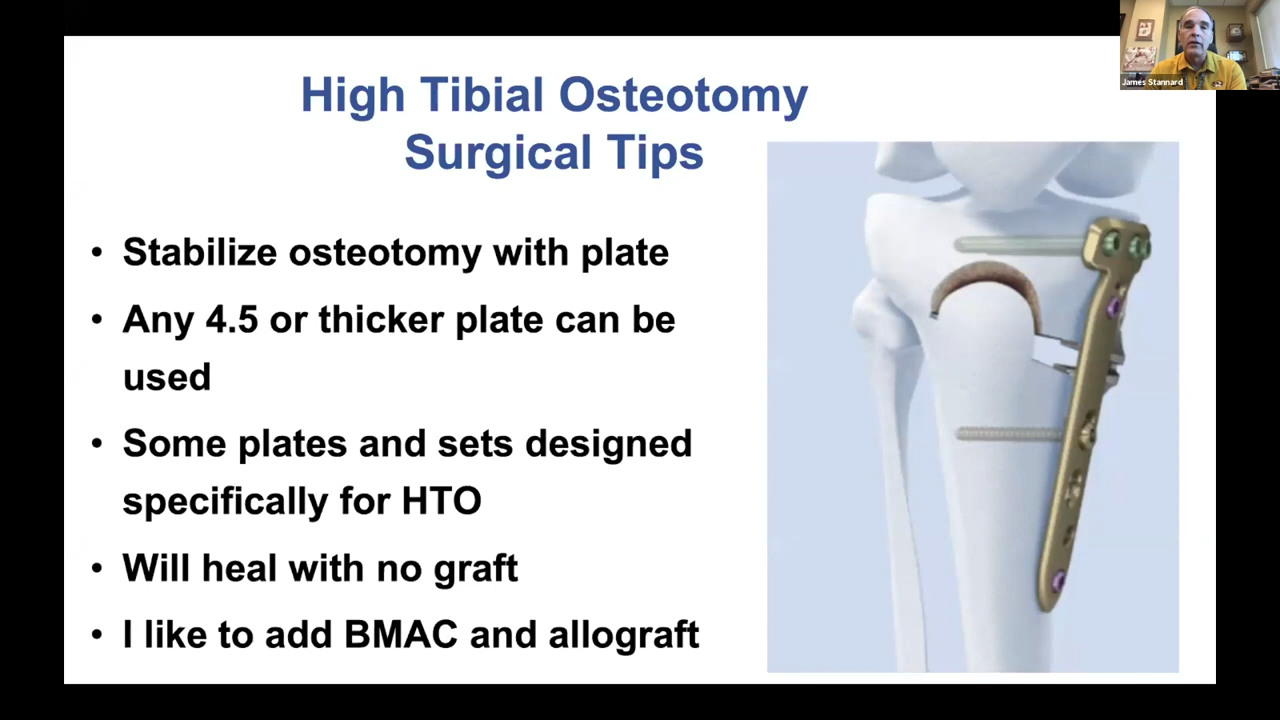 High Tibial Osteotomy
Surgical Tips
• Stabilize osteotomy with plate
• Any 4.5 or thicker plate can be
used
• Some plates and sets designed
specifically for HTO
• Will heal with no graft
• I like to add BMAC and allograft
James Stannard